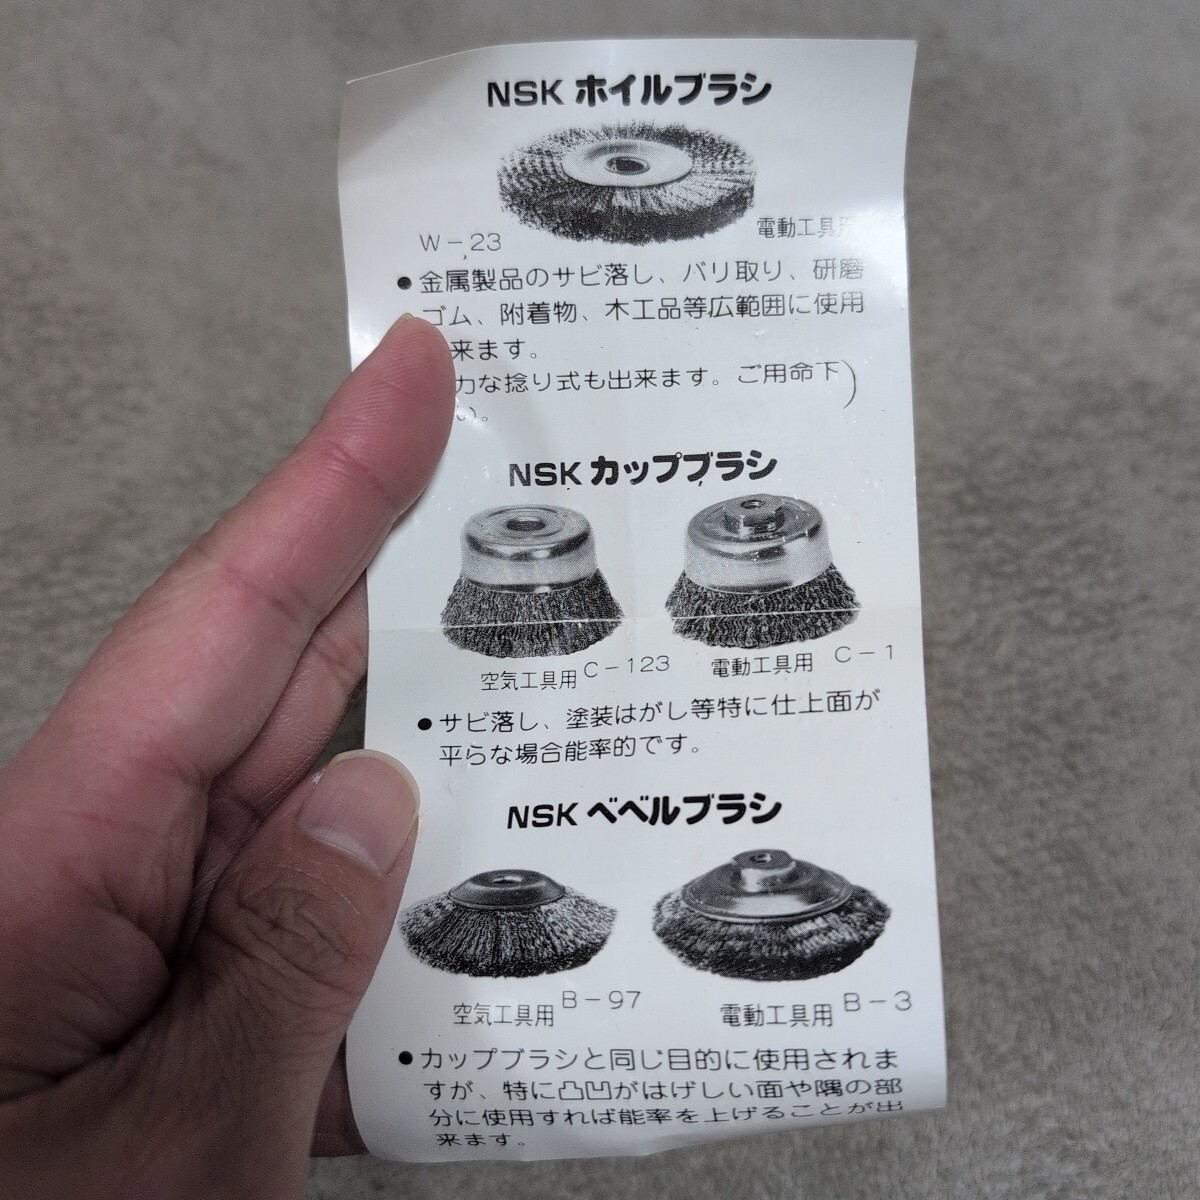 NSK ホイルブラシ
W-23 電動工具用
●金属製品のサビ落し、バリ取り、研磨
ゴム、附着物、木工品等広範囲に使用
来ます。
力な捻り式も出来ます。ご用命下
い。)
NSK カップブラシ
空気工具用 C-123 電動工具用 C-1
●サビ落し、塗装はがし等特に仕上面が
平らな場合能率的です。
NSK ベベルブラシ
空気工具用 B-97 電動工具用 B-3
●カップブラシと同じ目的に使用されま
すが、特に凸凹がはげしい面や隅の部
分に使用すれば能率を上げることが出
来ます。